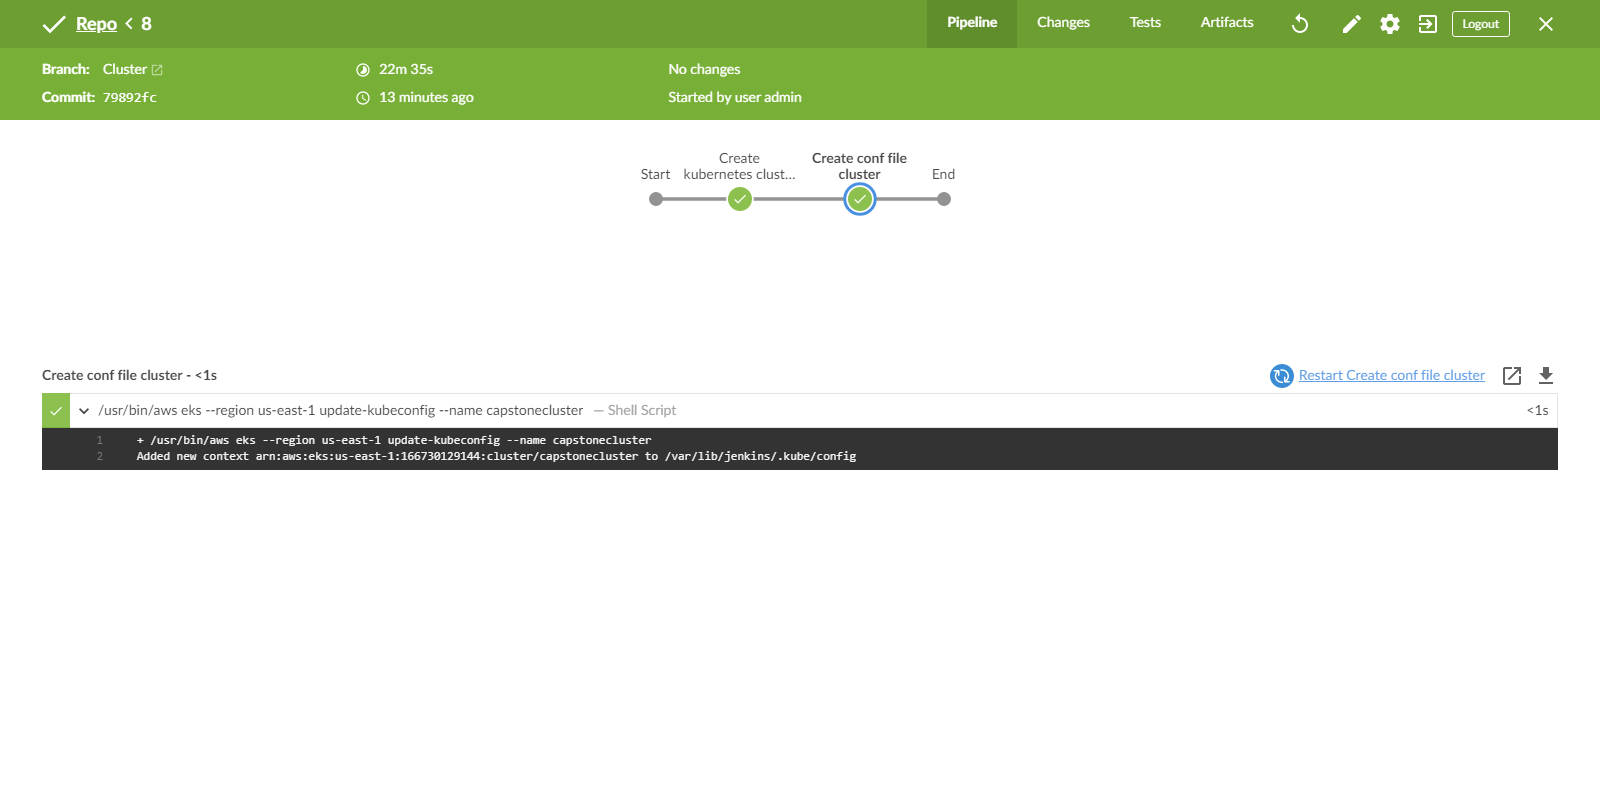 Repo < 8
Pipeline Changes Tests Artifacts Logout
Branch: Cluster 22m 35s No changes
Commit: 79892fc 13 minutes ago Started by user admin
Start
Create
kubernetes clust...
Create conf file
cluster
End
Create conf file cluster - <1s
Restart Create conf file cluster
/usr/bin/aws eks --region us-east-1 update-kubeconfig --name capstonecluster — Shell Script <1s
1 + /usr/bin/aws eks --region us-east-1 update-kubeconfig --name capstonecluster
2 Added new context arn:aws:eks:us-east-1:166730129144:cluster/capstonecluster to /var/lib/jenkins/.kube/config